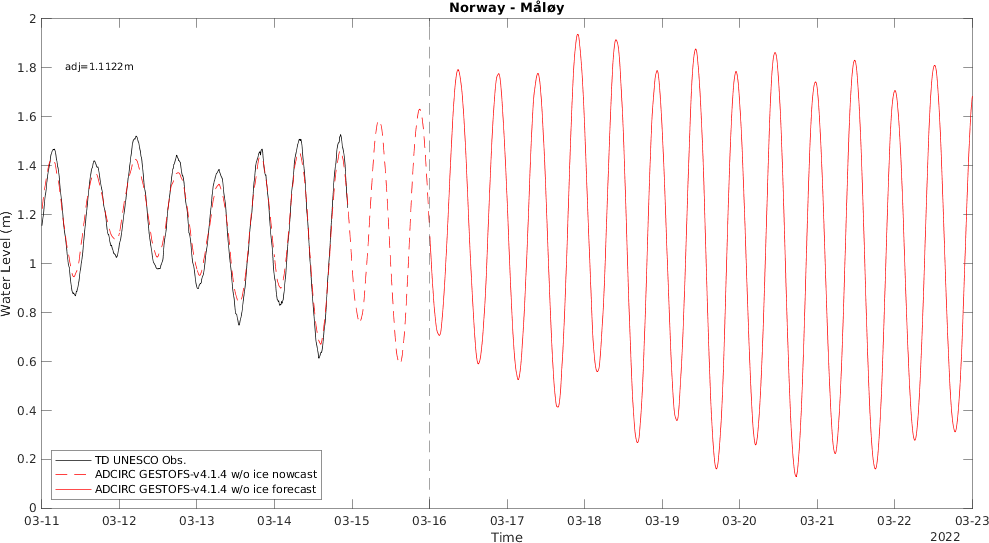 Norway - Måløy
2
1.8
1.6
1.4
1.2
1
0.8
0.6
0.4
0.2
0
Water Level (m)
adj=1.1122m
TD UNESCO Obs.
ADCIRC GESTOFS-v4.1.4 w/o ice nowcast
ADCIRC GESTOFS-v4.1.4 w/o ice forecast
03-11 03-12 03-13 03-14 03-15 03-16 03-17 03-18 03-19 03-20 03-21 03-22 03-23
Time
2022